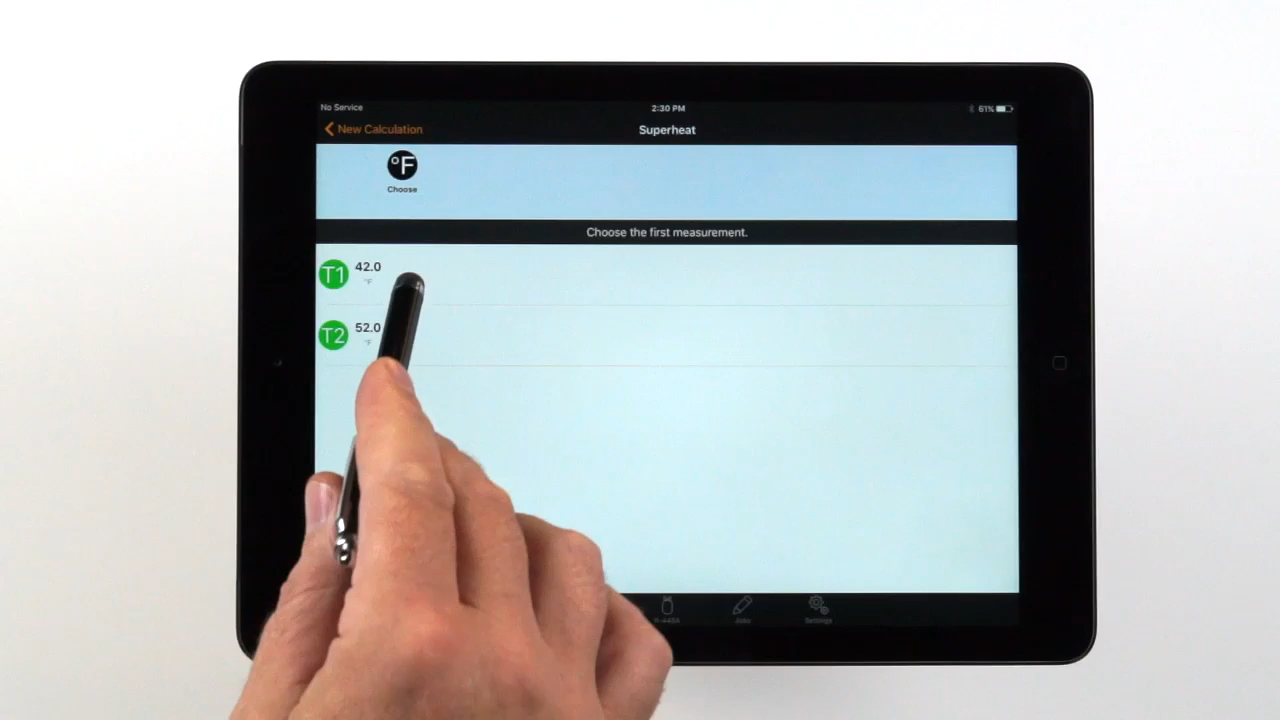 No Service
2:30 PM
61%
New Calculation
Superheat
°F
Choose
Choose the first measurement.
T1
42.0
°F
T2
52.0
°F
Jobs
Settings